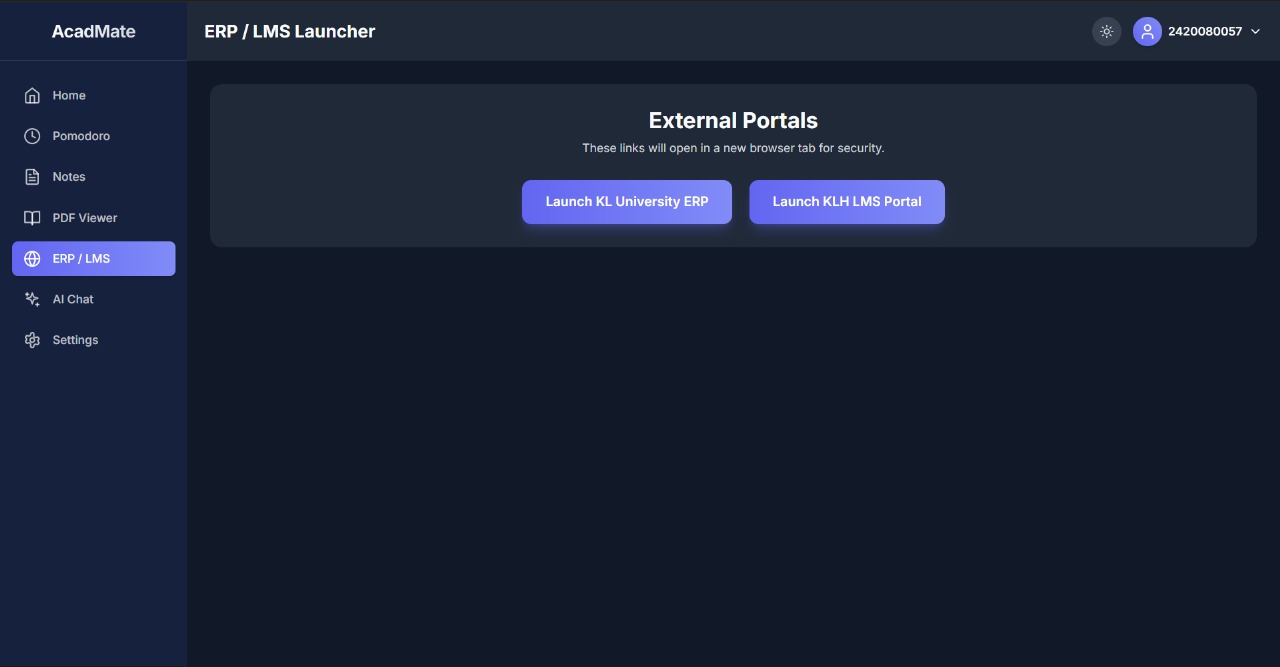 AcadMate
ERP / LMS Launcher
2420080057
Home
Pomodoro
Notes
PDF Viewer
ERP / LMS
AI Chat
Settings
External Portals
These links will open in a new browser tab for security.
Launch KL University ERP
Launch KLH LMS Portal